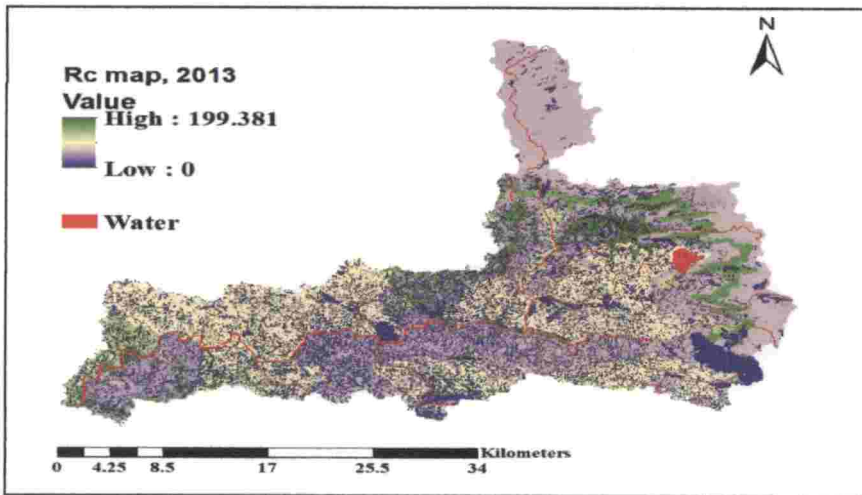 N
Rc map, 2013
Value
High : 199.381
Low : 0
Water
Kilometers
0 4.25 8.5 17 25.5 34